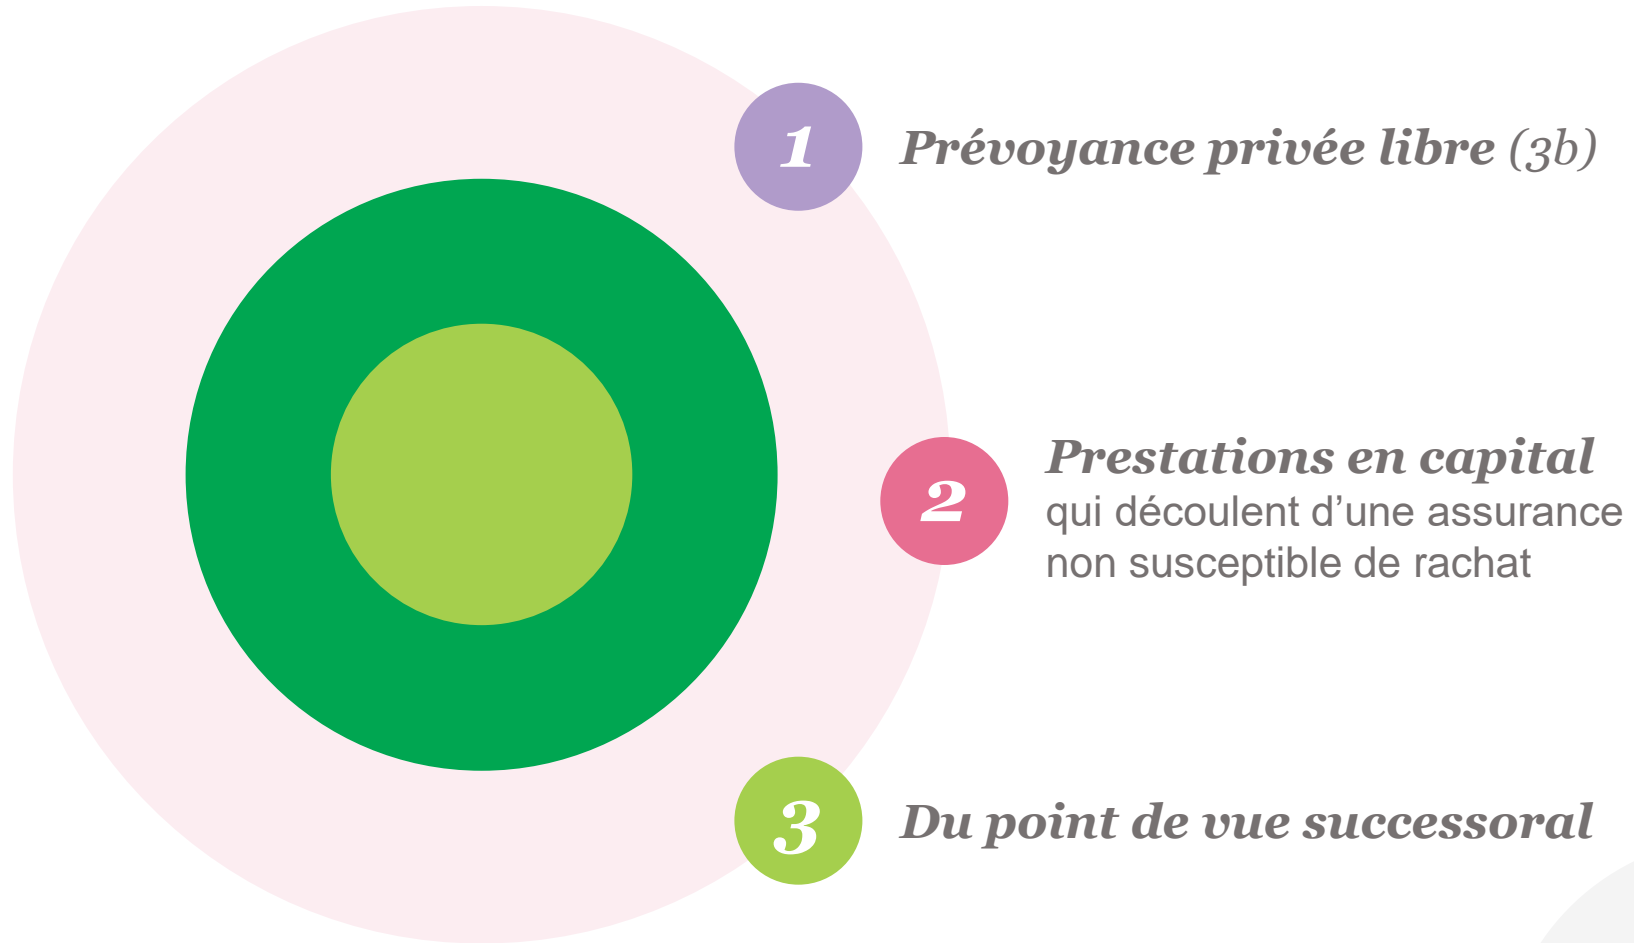 1 Prévoyance privée libre (3b)
2 Prestations en capital
qui découlent d’une assurance
non susceptible de rachat
3 Du point de vue successoral